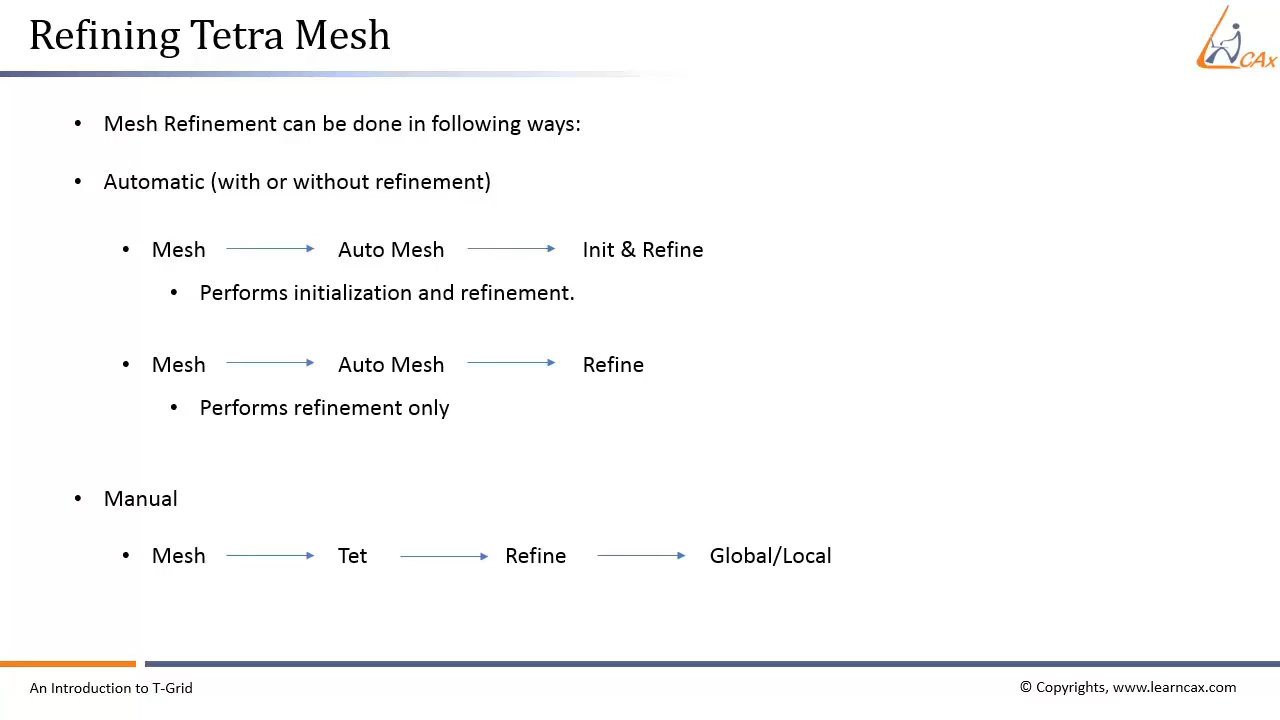 Refining Tetra Mesh
CAx
• Mesh Refinement can be done in following ways:
• Automatic (with or without refinement)
• Mesh Auto Mesh Init & Refine
• Performs initialization and refinement.
• Mesh Auto Mesh Refine
• Performs refinement only
• Manual
• Mesh Tet Refine Global/Local
An Introduction to T-Grid © Copyrights, www.learncax.com